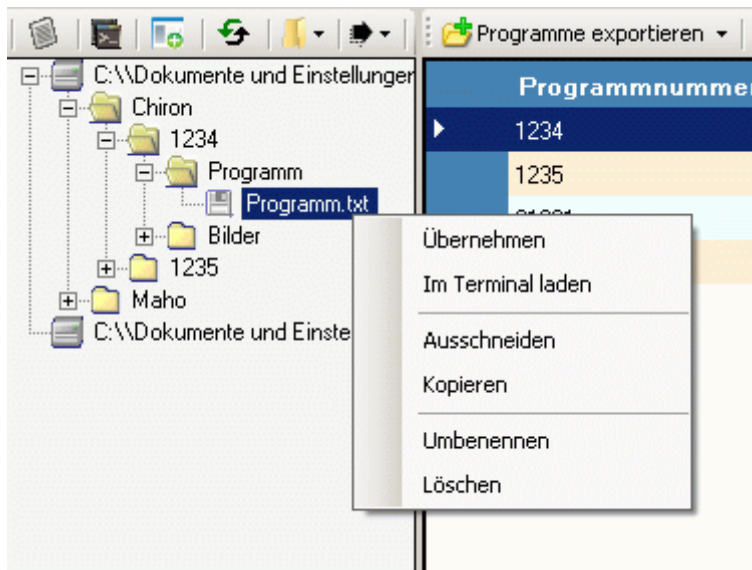 Programme exportieren
C:\\Dokumente und Einstellunger
Chiron
1234
Programm
Programm.txt
Bilder
1235
Maho
C:\\Dokumente und Einste
Programmnummer
1234
1235
Übernehmen
Im Terminal laden
Ausschneiden
Kopieren
Umbenennen
Löschen